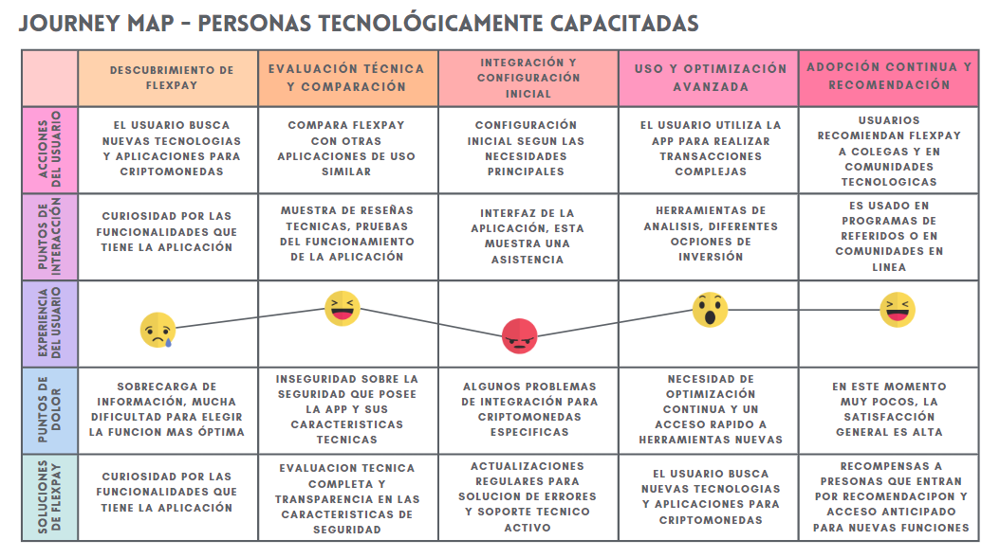 JOURNEY MAP - PERSONAS TECNOLÓGICAMENTE CAPACITADAS
DESCUBRIMIENTO DE
FLEXPAY
EVALUACIÓN TÉCNICA
Y COMPARACIÓN
INTEGRACIÓN Y
CONFIGURACIÓN
INICIAL
USO Y OPTIMIZACIÓN
AVANZADA
ADOPCIÓN CONTINUA Y
RECOMENDACIÓN
ACCIONES
DEL USUARIO
EL USUARIO BUSCA
NUEVAS TECNOLOGIAS
Y APLICACIONES PARA
CRIPTOMONEDAS
COMPARA FLEXPAY
CON OTRAS
APLICACIONES DE USO
SIMILAR
CONFIGURACIÓN
INICIAL SEGUN LAS
NECESIDADES
PRINCIPALES
EL USUARIO UTILIZA LA
APP PARA REALIZAR
TRANSACCIONES
COMPLEJAS
USUARIOS
RECOMIENDAN FLEXPAY
A COLEGAS Y EN
COMUNIDADES
TECNOLOGICAS
PUNTOS DE
INTERACCIÓN
CURIOSIDAD POR LAS
FUNCIONALIDADES QUE
TIENE LA APLICACIÓN
MUESTRA DE RESEÑAS
TECNICAS, PRUEBAS
DEL FUNCIONAMIENTO
DE LA APLICACIÓN
INTERFAZ DE LA
APLICACIÓN, ESTA
MUESTRA UNA
ASISTENCIA
HERRAMIENTAS DE
ANALISIS, DIFERENTES
OCPIONES DE
INVERSIÓN
ES USADO EN
PROGRAMAS DE
REFERIDOS O EN
COMUNIDADES EN
LINEA
EXPERIENCIA
DEL USUARIO
PUNTOS DE
DOLOR
SOBRECARGA DE
INFORMACIÓN, MUCHA
DIFICULTAD PARA ELEGIR
LA FUNCION MAS ÓPTIMA
INSEGURIDAD SOBRE LA
SEGURIDAD QUE POSEE
LA APP Y SUS
CARACTERISTICAS
TECNICAS
ALGUNOS PROBLEMAS
DE INTEGRACIÓN PARA
CRIPTOMONEDAS
ESPECIFICAS
NECESIDAD DE
OPTIMIZACIÓN
CONTINUA Y UN
ACCESO RAPIDO A
HERRAMIENTAS NUEVAS
EN ESTE MOMENTO
MUY POCOS, LA
SATISFACCIÓN
GENERAL ES ALTA
SOLUCIONES
DE FLEXPAY
CURIOSIDAD POR LAS
FUNCIONALIDADES QUE
TIENE LA APLICACIÓN
EVALUACION TECNICA
COMPLETA Y
TRANSPARENCIA EN LAS
CARACTERISTICAS DE
SEGURIDAD
ACTUALIZACIONES
REGULARES PARA
SOLUCION DE ERRORES
Y SOPORTE TECNICO
ACTIVO
EL USUARIO BUSCA
NUEVAS TECNOLOGIAS
Y APLICACIONES PARA
CRIPTOMONEDAS
RECOMPENSAS A
PRESONAS QUE ENTRAN
POR RECOMENDACIPON Y
ACCESO ANTICIPADO
PARA NUEVAS FUNCIONES